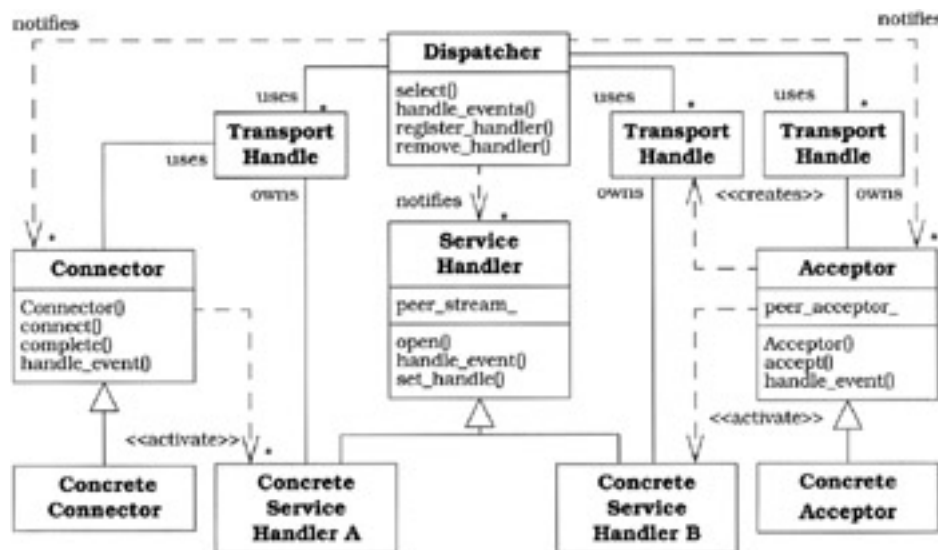 notifies
notifies
Dispatcher
select()
handle_events()
register_handler()
remove_handler()
uses
*
uses
*
uses
*
Transport
Handle
Transport
Handle
Transport
Handle
uses
owns
notifies
*
owns
<<creates>>
owns
*
*
Connector
Connector()
connect()
complete()
handle_event()
Service
Handler
peer_stream_
open()
handle_event()
set_handle()
Acceptor
peer_acceptor_
Acceptor()
accept()
handle_event()
<<activate>>
*
<<activate>>
Concrete
Connector
Concrete
Service
Handler A
Concrete
Service
Handler B
Concrete
Acceptor